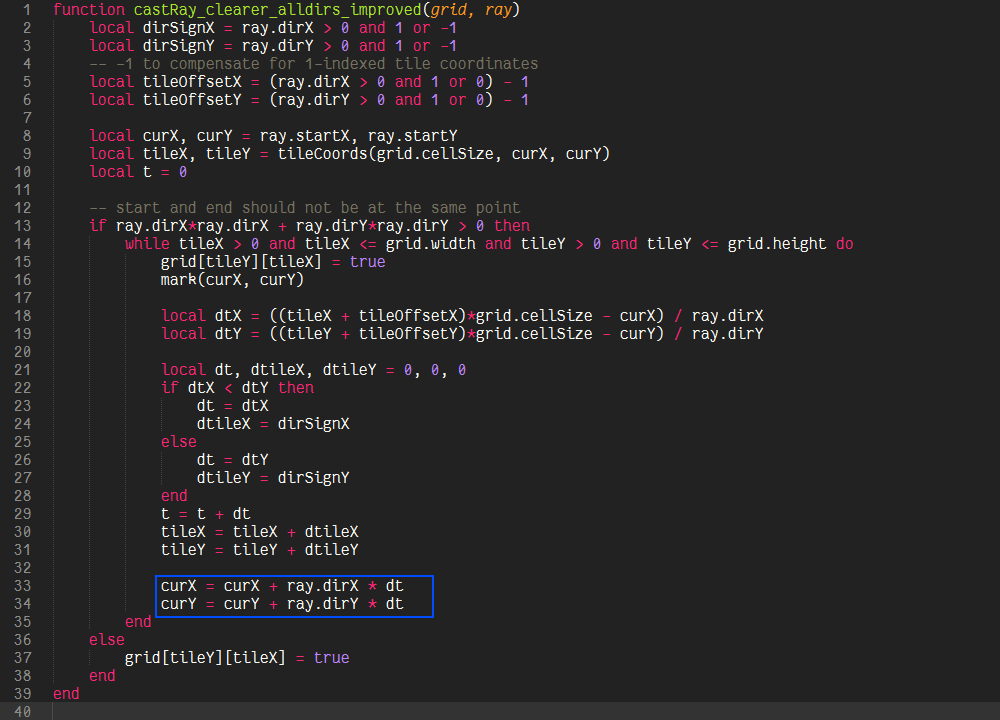 1 function castRay_clearer_alldirs_improved(grid, ray)
2     local dirSignX = ray.dirX > 0 and 1 or -1
3     local dirSignY = ray.dirY > 0 and 1 or -1
4     -- -1 to compensate for 1-indexed tile coordinates
5     local tileOffsetX = (ray.dirX > 0 and 1 or 0) - 1
6     local tileOffsetY = (ray.dirY > 0 and 1 or 0) - 1
7
8     local curX, curY = ray.startX, ray.startY
9     local tileX, tileY = tileCoords(grid.cellSize, curX, curY)
10     local t = 0
11
12     -- start and end should not be at the same point
13     if ray.dirX*ray.dirX + ray.dirY*ray.dirY > 0 then
14         while tileX > 0 and tileX <= grid.width and tileY > 0 and tileY <= grid.height do
15             grid[tileY][tileX] = true
16             mark(curX, curY)
17
18             local dtX = ((tileX + tileOffsetX)*grid.cellSize - curX) / ray.dirX
19             local dtY = ((tileY + tileOffsetY)*grid.cellSize - curY) / ray.dirY
20
21             local dt, dtileX, dtileY = 0, 0, 0
22             if dtX < dtY then
23                 dt = dtX
24                 dtileX = dirSignX
25             else
26                 dt = dtY
27                 dtileY = dirSignY
28             end
29             t = t + dt
30             tileX = tileX + dtileX
31             tileY = tileY + dtileY
32
33             curX = curX + ray.dirX * dt
34             curY = curY + ray.dirY * dt
35         end
36     else
37         grid[tileY][tileX] = true
38     end
39 end
40